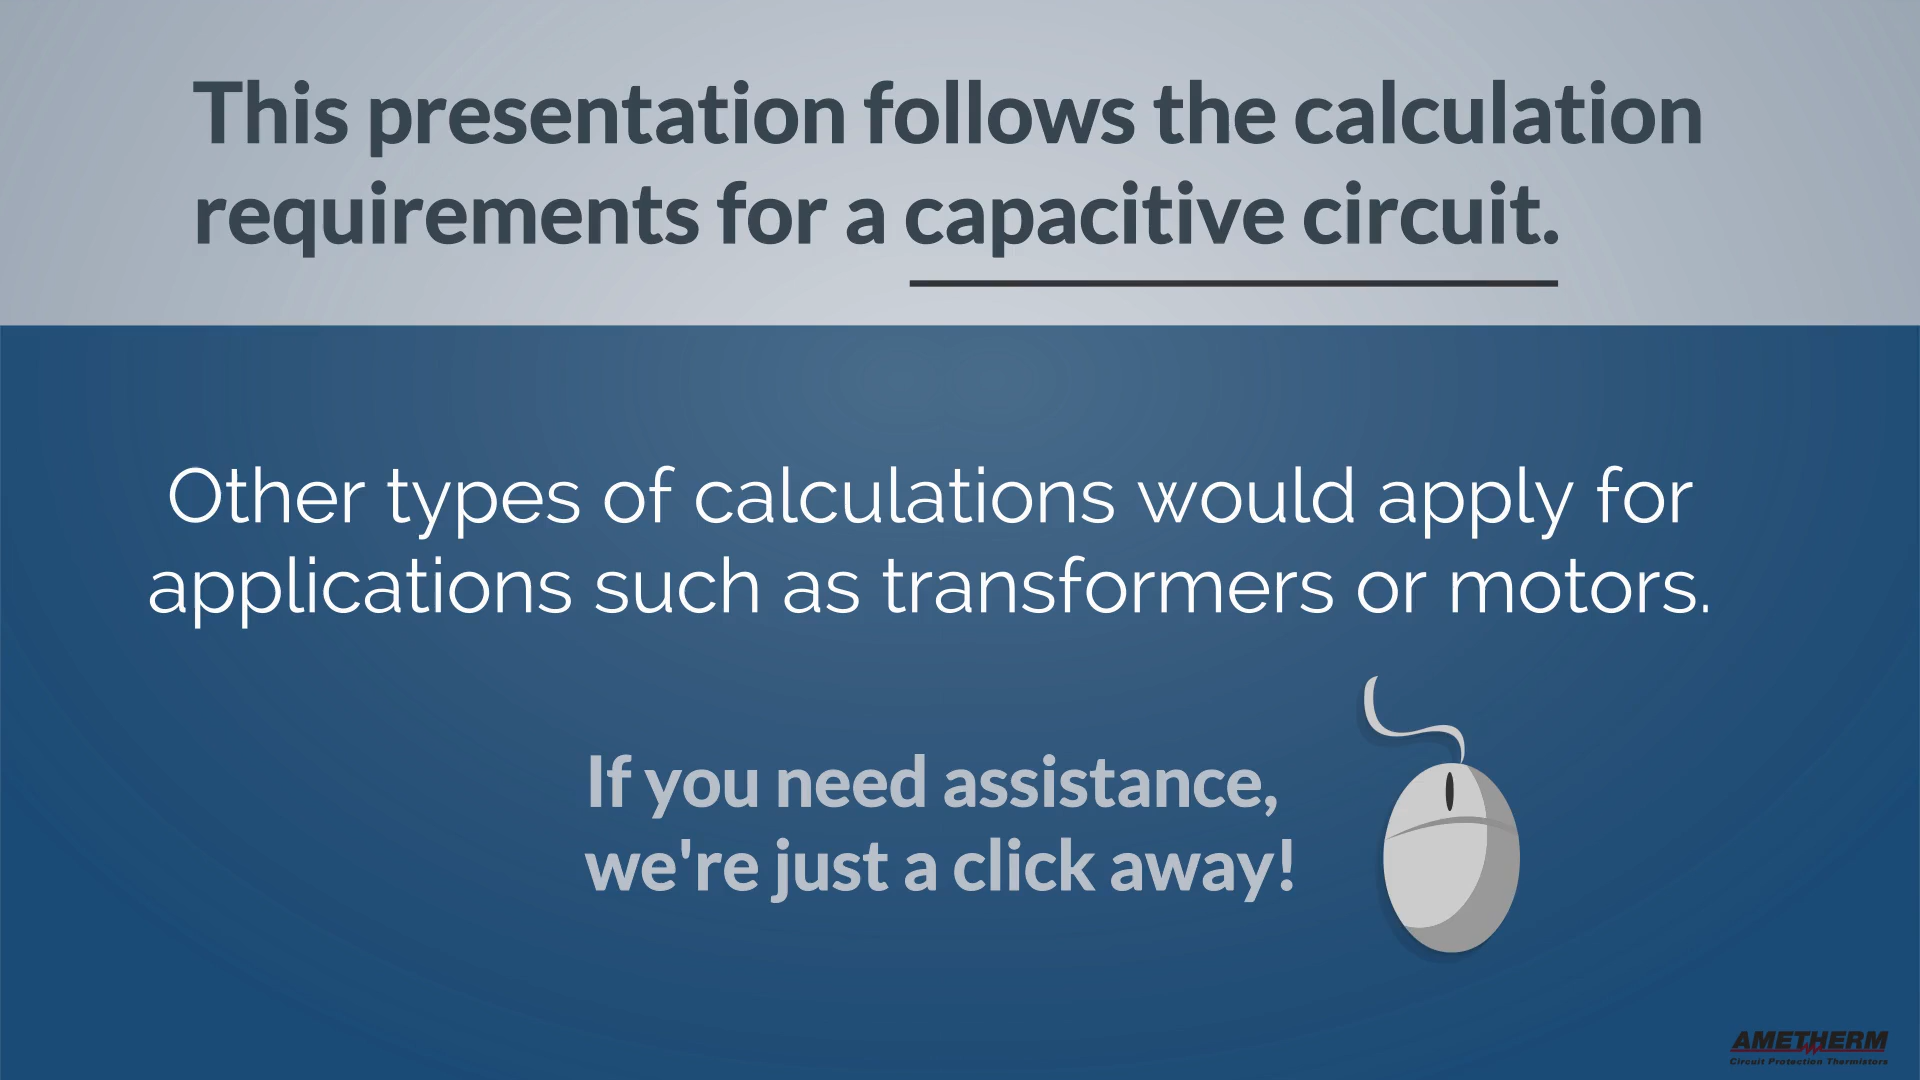 This presentation follows the calculation
requirements for a capacitive circuit.
Other types of calculations would apply for
applications such as transformers or motors.
If you need assistance,
we're just a click away!
AMETHERM
Circuit Protection Thermistors